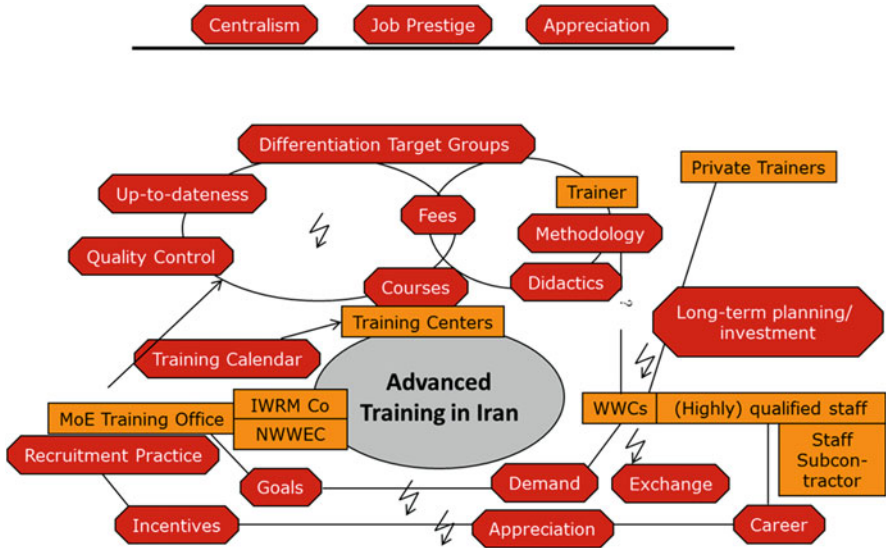 Centralism
Job Prestige
Appreciation
Differentiation Target Groups
Private Trainers
Up-to-dateness
Trainer
Fees
Methodology
Quality Control
Didactics
Courses
?
Training Centers
Long-term planning/
investment
Training Calendar
Advanced
Training in Iran
IWRM Co
MoE Training Office
NWWEC
WWCs
(Highly) qualified staff
Staff
Subcon-
tractor
Recruitment Practice
Goals
Demand
Exchange
Incentives
Appreciation
Career